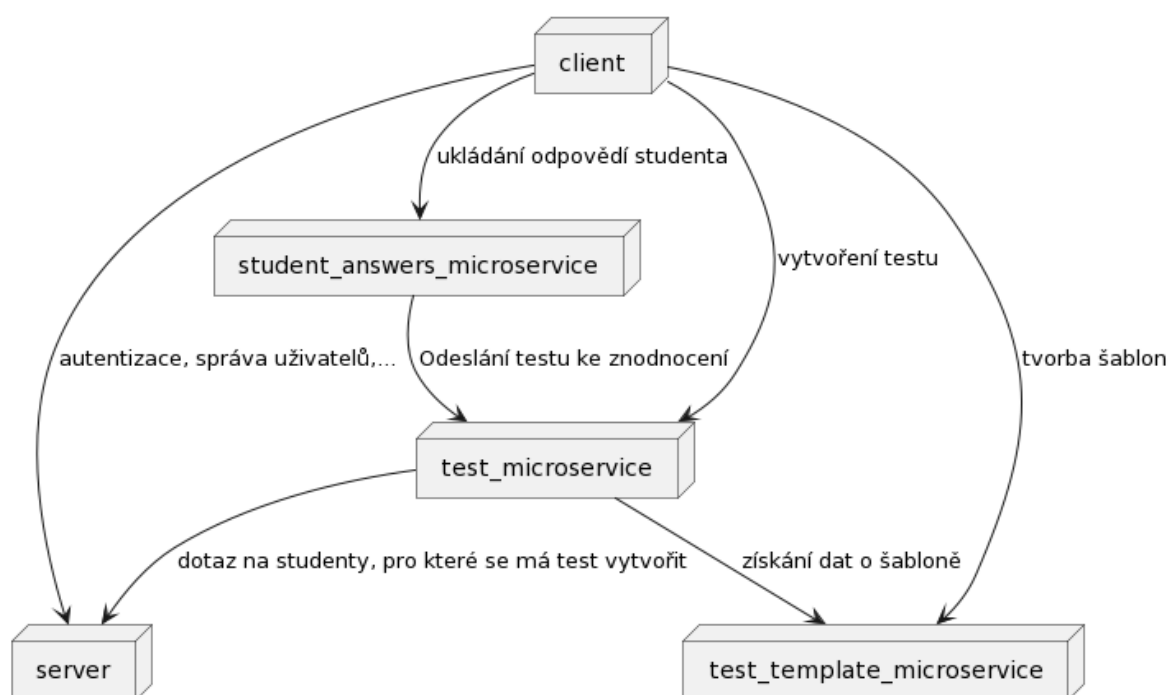 client
ukládání odpovědí studenta
vytvoření testu
student_answers_microservice
autentizace, správa uživatelů,...
Odeslání testu ke znodnocení
tvorba šablon
test_microservice
dotaz na studenty, pro které se má test vytvořit
získání dat o šabloně
server
test_template_microservice